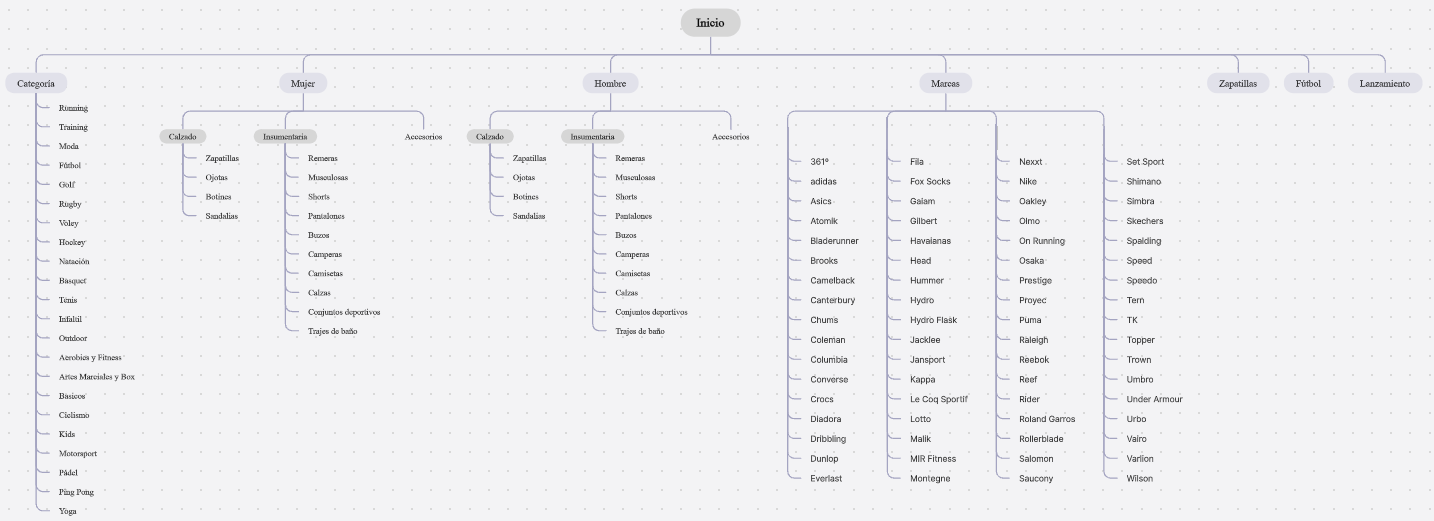 Inicio
Categoría
Mujer
Hombre
Marcas
Zapatillas
Fútbol
Lanzamiento
Running
Training
Moda
Fútbol
Golf
Rugby
Voley
Hockey
Natación
Básquet
Tenis
Infaltil
Outdoor
Aerobics y Fitness
Artes Marciales y Box
Básicos
Ciclismo
Kids
Motorsport
Pádel
Ping Pong
Yoga
Calzado
Zapatillas
Ojotas
Botines
Sandalias
Insumentaria
Remeras
Musculosas
Shorts
Pantalones
Buzos
Camperas
Camisetas
Calzas
Conjuntos deportivos
Trajes de baño
Accesorios
Calzado
Zapatillas
Ojotas
Botines
Sandalias
Insumentaria
Remeras
Musculosas
Shorts
Pantalones
Buzos
Camperas
Camisetas
Calzas
Conjuntos deportivos
Trajes de baño
Accesorios
361º
adidas
Asics
Atomik
Bladerunner
Brooks
Camelback
Canterbury
Chums
Coleman
Columbia
Converse
Crocs
Diadora
Dribbling
Dunlop
Everlast
Fila
Fox Socks
Gaiam
Gilbert
Havaianas
Head
Hummer
Hydro
Hydro Flask
Jacklee
Jansport
Kappa
Le Coq Sportif
Lotto
Malik
MIR Fitness
Montegne
Nexxt
Nike
Oakley
Olmo
On Running
Osaka
Prestige
Proyec
Puma
Raleigh
Reebok
Reef
Rider
Roland Garros
Rollerblade
Salomon
Saucony
Set Sport
Shimano
Simbra
Skechers
Spalding
Speed
Speedo
Tern
TK
Topper
Trown
Umbro
Under Armour
Urbo
Vairo
Varlion
Wilson